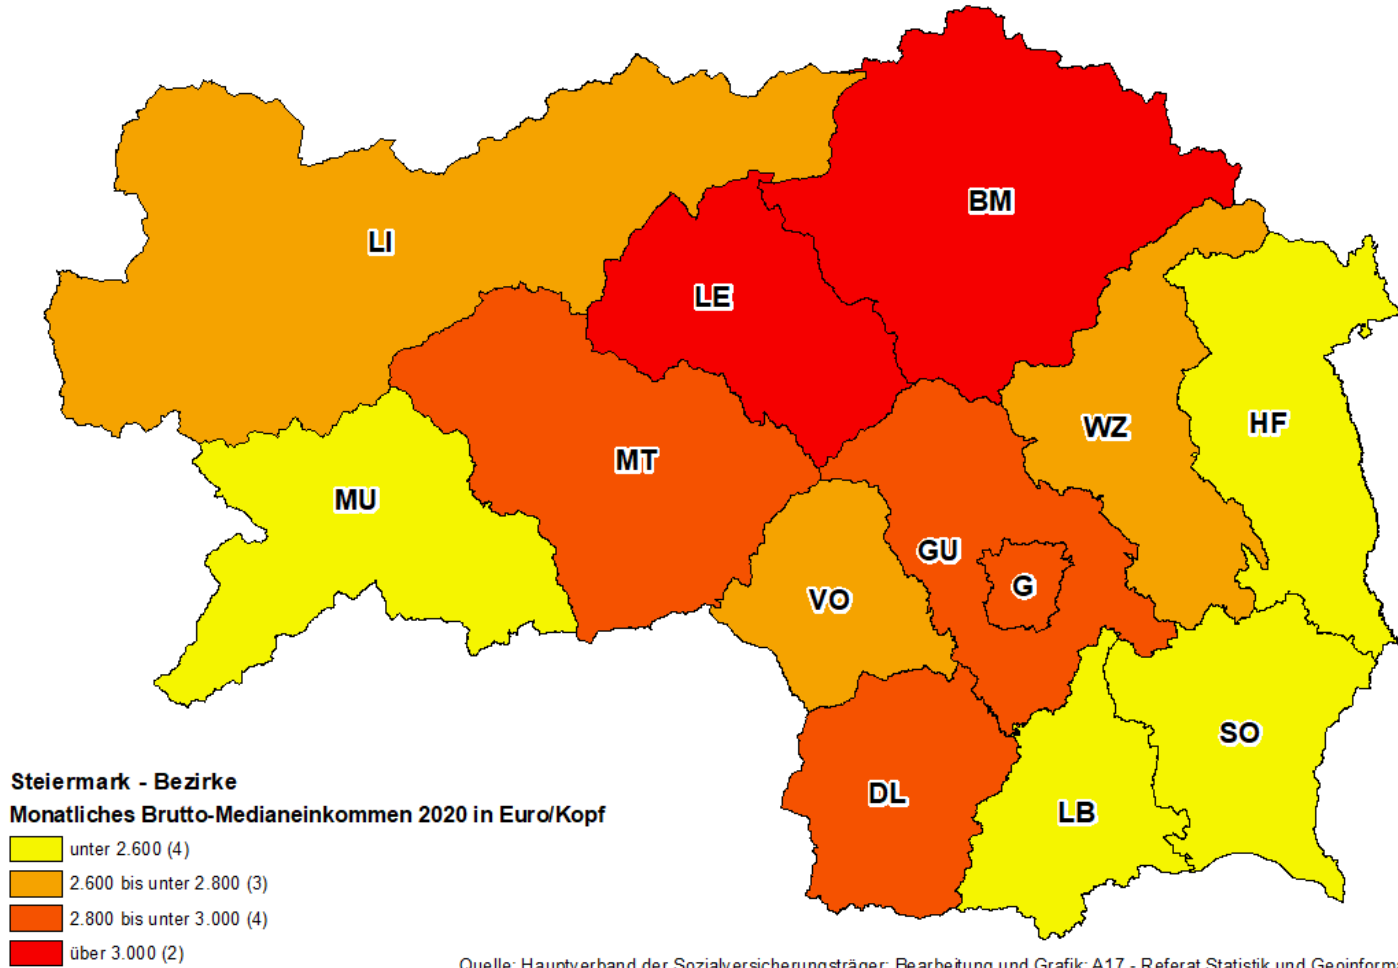 BM
LI
LE
HF
WZ
MT
MU
GU
G
VO
SO
DL
LB
Steiermark - Bezirke
Monatliches Brutto-Medianeinkommen 2020 in Euro/Kopf
unter 2.600 (4)
2.600 bis unter 2.800 (3)
2.800 bis unter 3.000 (4)
über 3.000 (2)
Quelle: Hauptverband der Sozialversicherungsträger; Bearbeitung und Grafik: A17 - Referat Statistik und Geoinform